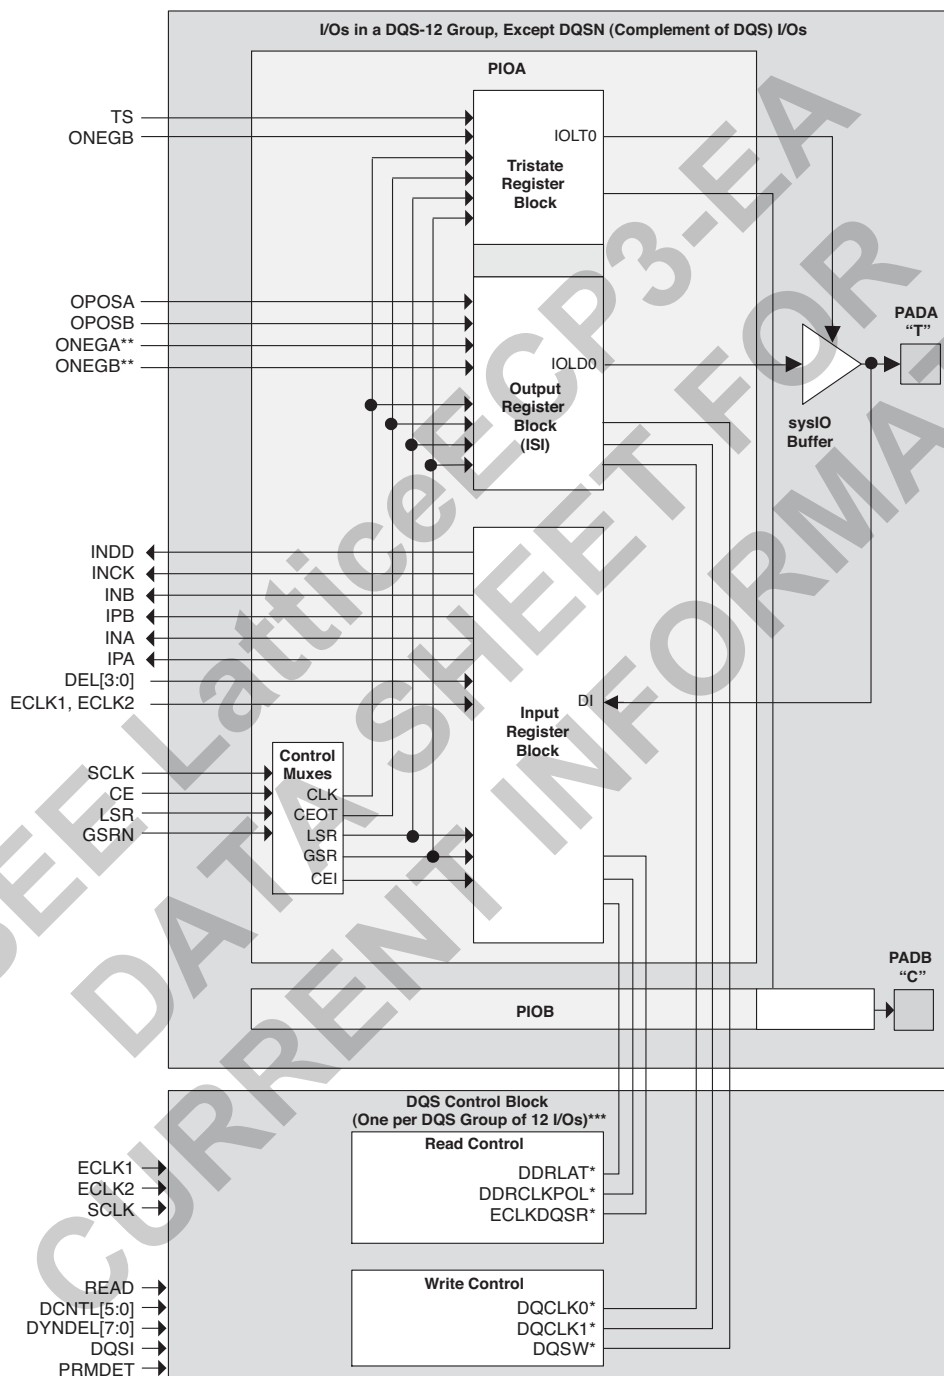 I/Os in a DQS-12 Group, Except DQSN (Complement of DQS) I/Os
PIOA
TS
ONEGB
IOLT0
Tristate
Register
Block
OPOSA
OPOSB
ONEGA**
ONEGB**
IOLD0
Output
Register
Block
(ISI)
PADA
“T”
sysIO
Buffer
INDD
INCK
INB
IPB
INA
IPA
DEL[3:0]
ECLK1, ECLK2
DI
Input
Register
Block
Control
Muxes
SCLK
CE
LSR
GSRN
CLK
CEOT
LSR
GSR
CEI
PADB
“C”
PIOB
DQS Control Block
(One per DQS Group of 12 I/Os)***
Read Control
ECLK1
ECLK2
SCLK
DDRLAT*
DDRCLKPOL*
ECLKDQSR*
Write Control
READ
DCNTL[5:0]
DYNDEL[7:0]
DQSI
PRMDET
DQCLK0*
DQCLK1*
DQSW*
SEE LatticeECP3-EA
DATA SHEET FOR
CURRENT